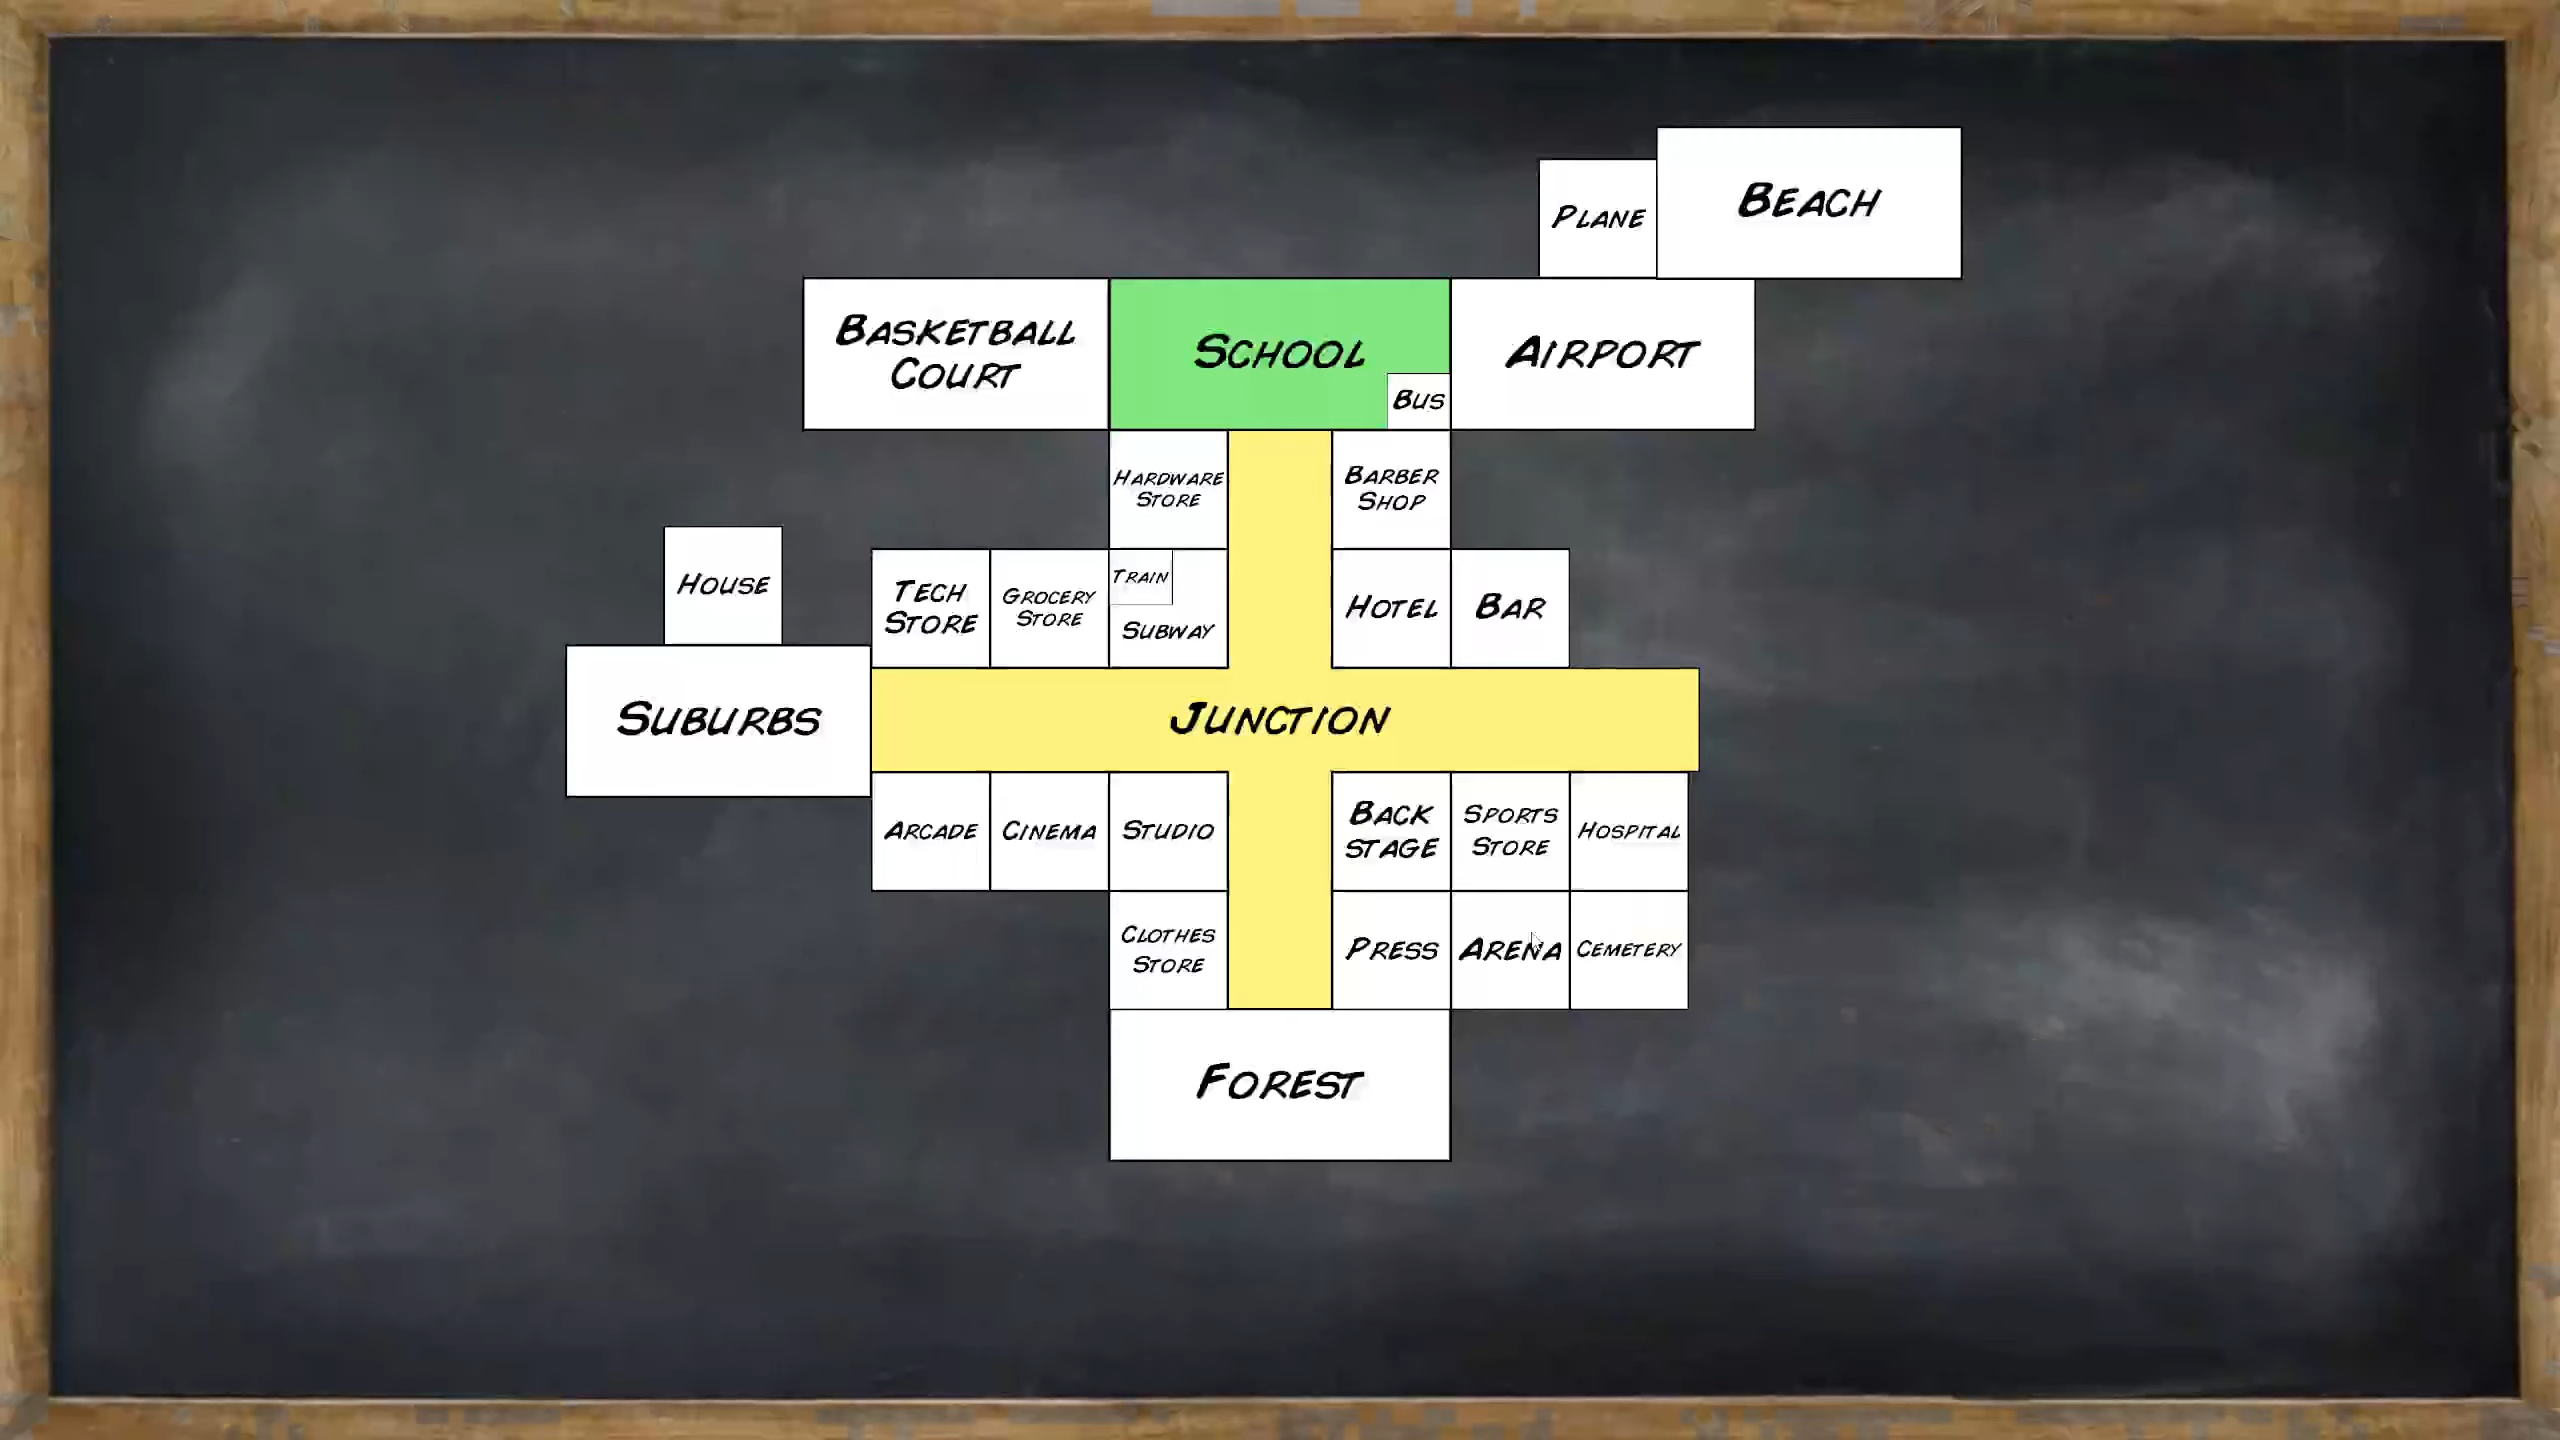 Plane
Beach
Basketball
Court
School
Bus
Airport
Hardware
Store
Barber
Shop
House
Tech
Store
Grocery
Store
Train
Subway
Hotel
Bar
Suburbs
Junction
Arcade
Cinema
Studio
Back
stage
Sports
Store
Hospital
Clothes
Store
Press
Arena
Cemetery
Forest